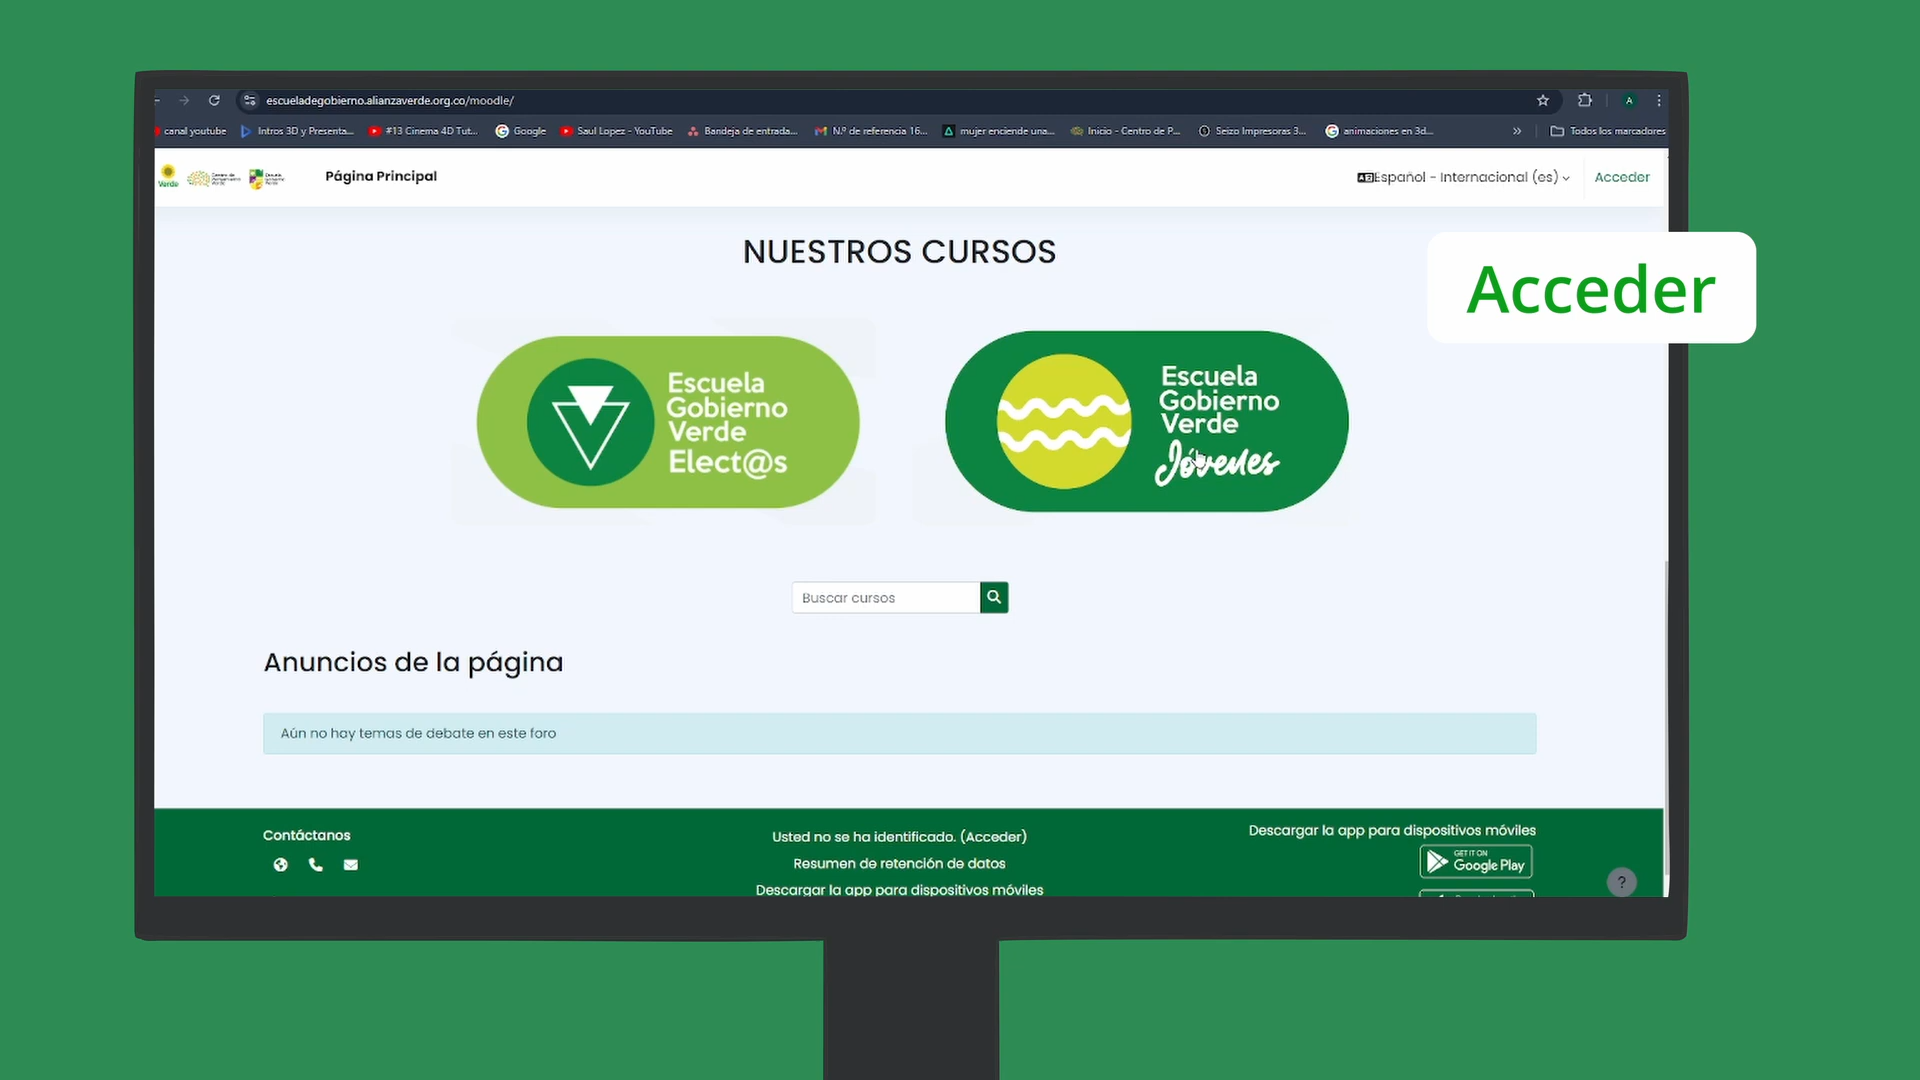 escueladegobierno.alianzaverde.org.co/moodle/
canal youtube
Intros 3D y Presenta...
#13 Cinema 4D Tut...
Google
Saul Lopez - YouTube
Bandeja de entrada...
N.º de referencia 16...
mujer enciende una...
Inicio - Centro de P...
Seizo Impresoras 3...
animaciones en 3d...
Todos los marcadores
Verde
Página Principal
Español - Internacional (es)
Acceder
NUESTROS CURSOS
Acceder
Escuela
Gobierno
Verde
Elect@s
Escuela
Gobierno
Verde
Jóvenes
Buscar cursos
Anuncios de la página
Aún no hay temas de debate en este foro
Contáctanos
Usted no se ha identificado. (Acceder)
Resumen de retención de datos
Descargar la app para dispositivos móviles
Descargar la app para dispositivos móviles
GET IT ON
Google Play
?